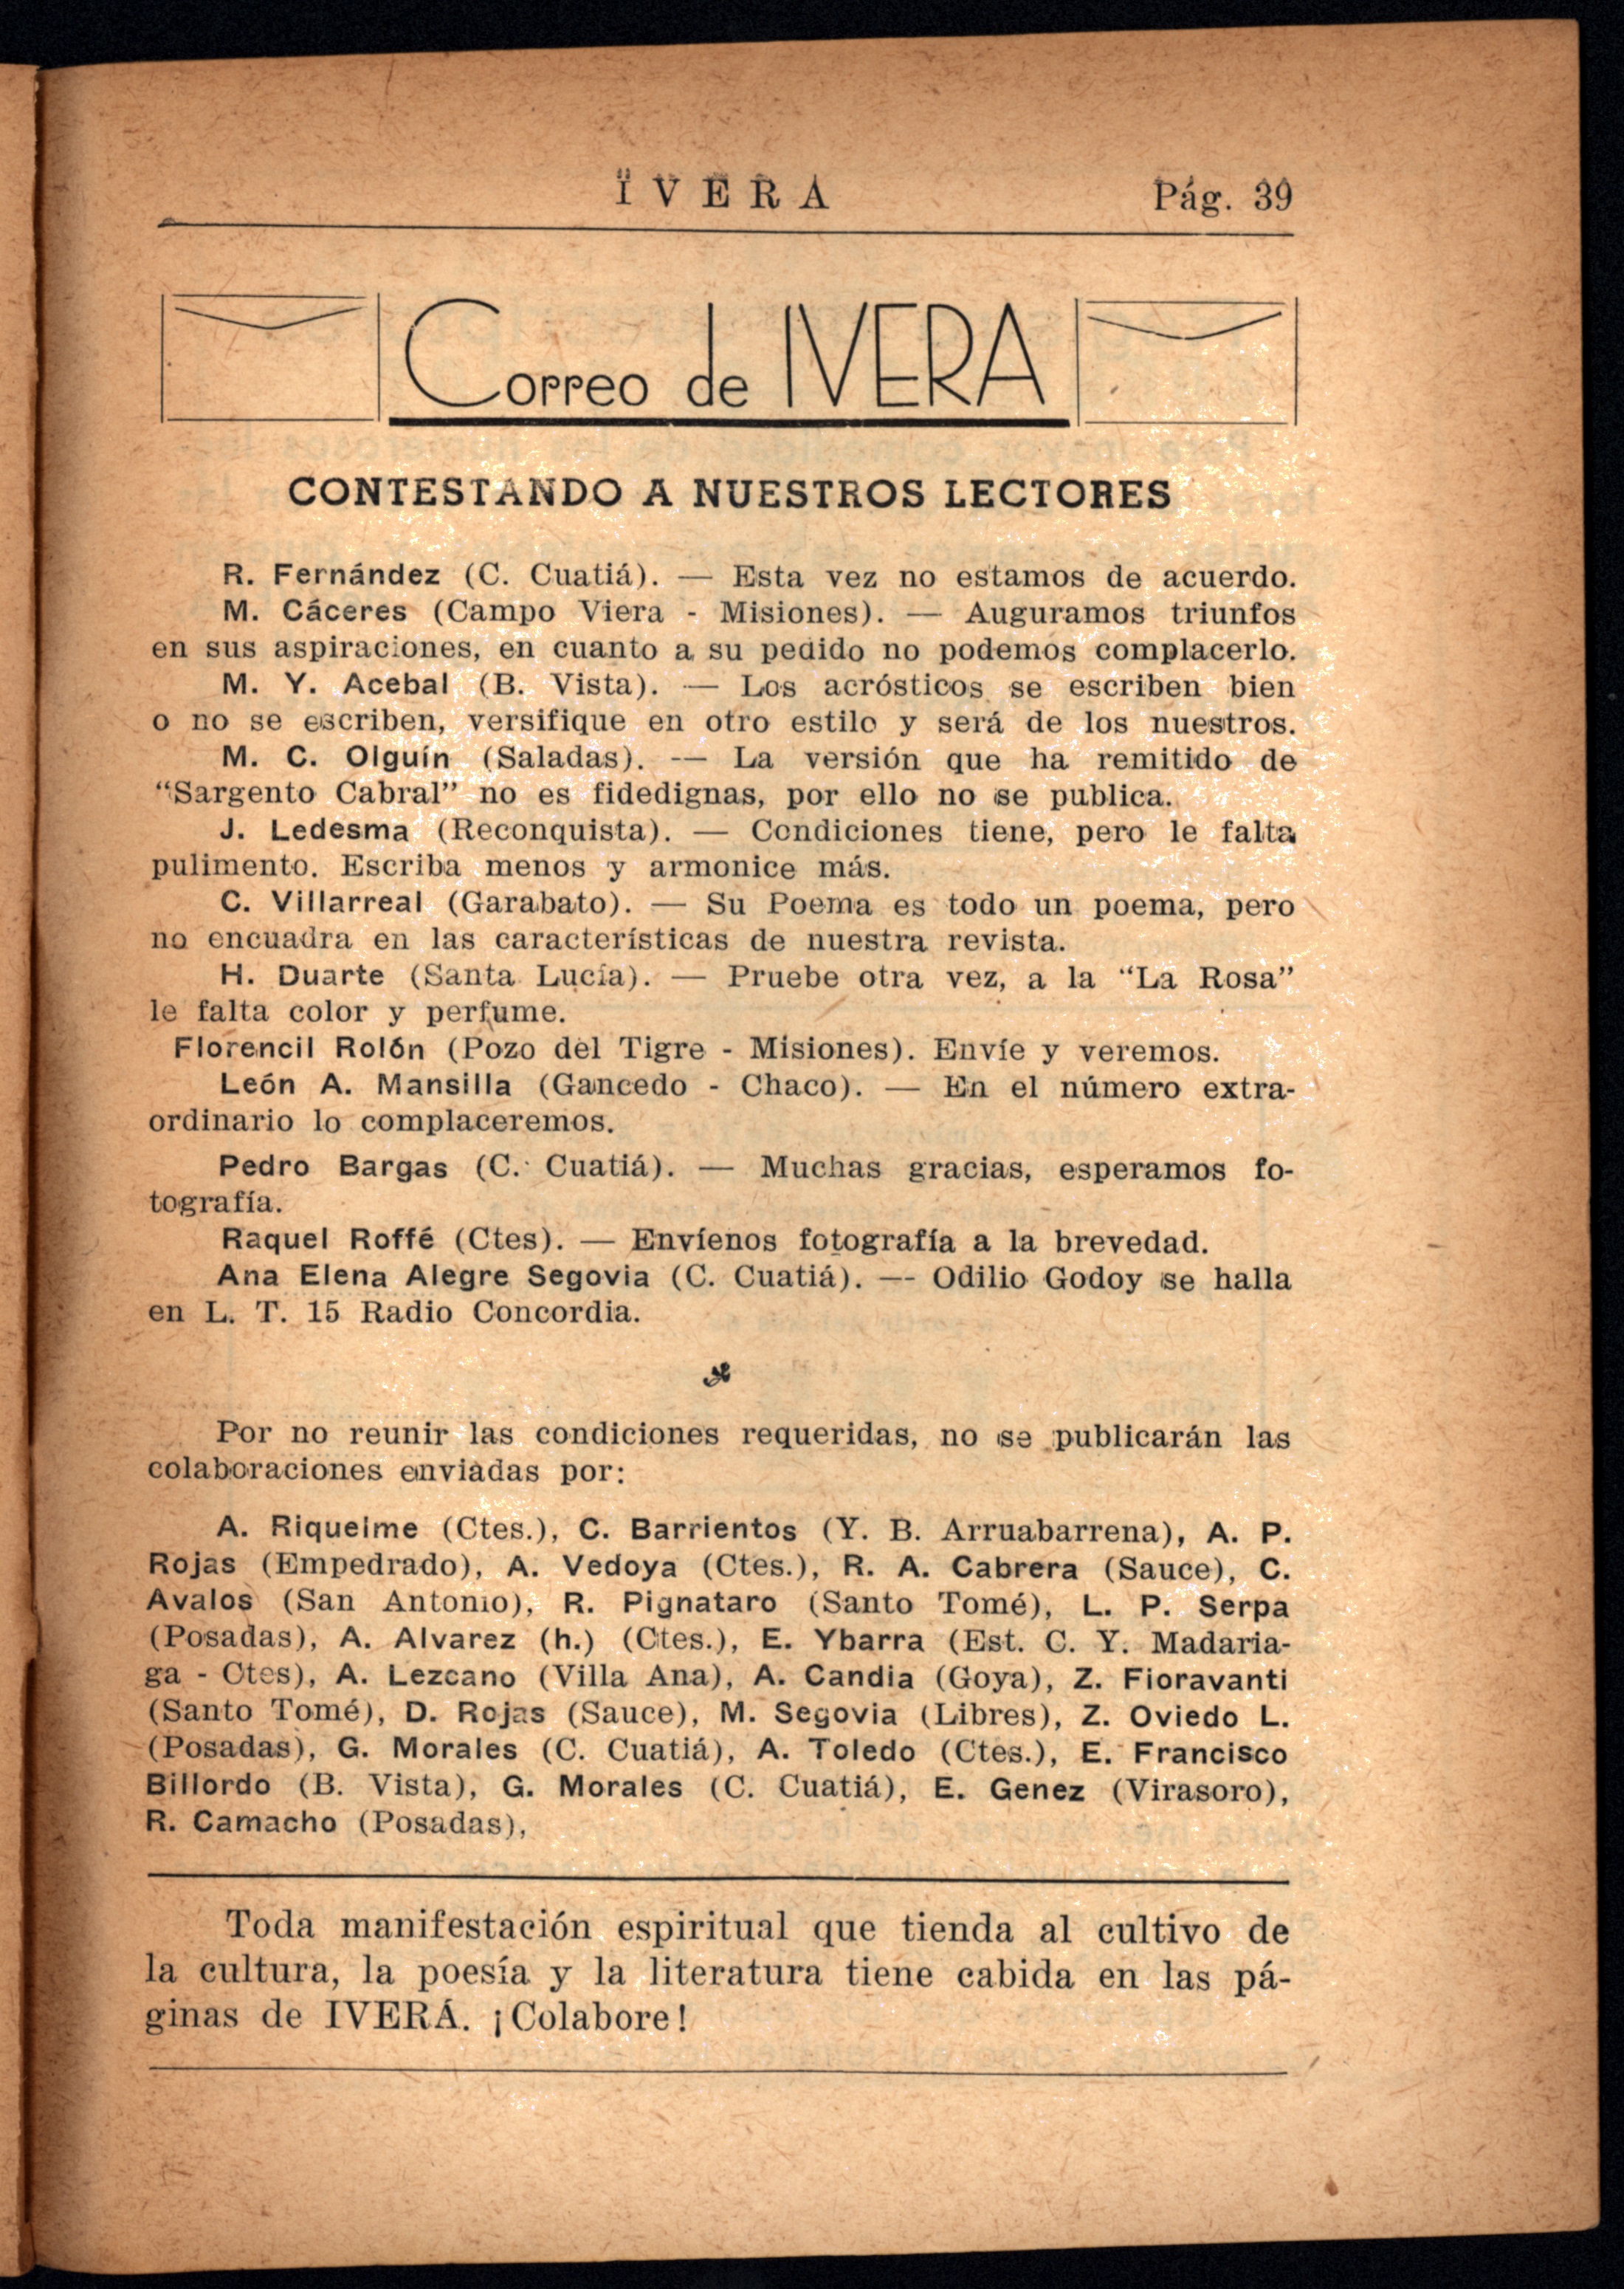 ÏVERA Pág. 39
Correo de IVERA
CONTESTANDO A NUESTROS LECTORES
R. Fernández (C. Cuatiá). — Esta vez no estamos de acuerdo.
M. Cáceres (Campo Viera - Misiones). — Auguramos triunfos
en sus aspiraciones, en cuanto a su pedido no podemos complacerlo.
M. Y. Acebal (B. Vista). — Los acrósticos se escriben bien
o no se escriben, versifique en otro estilo y será de los nuestros.
M. C. Olguín (Saladas). — La versión que ha remitido de
“Sargento Cabral” no es fidedignas, por ello no se publica.
J. Ledesma (Reconquista). — Condiciones tiene, pero le falta
pulimento. Escriba menos y armonice más.
C. Villarreal (Garabato). — Su Poema es todo un poema, pero
no encuadra en las características de nuestra revista.
H. Duarte (Santa Lucía). — Pruebe otra vez, a la “La Rosa”
le falta color y perfume.
Florencil Rolón (Pozo del Tigre - Misiones). Envíe y veremos.
León A. Mansilla (Gancedo - Chaco). — En el número extra-
ordinario lo complaceremos.
Pedro Bargas (C. Cuatiá). — Muchas gracias, esperamos fo-
tografía.
Raquel Roffé (Ctes). — Envíenos fotografía a la brevedad.
Ana Elena Alegre Segovia (C. Cuatiá). — Odilio Godoy se halla
en L. T. 15 Radio Concordia.
Por no reunir las condiciones requeridas, no se publicarán las
colaboraciones enviadas por:
A. Riquelme (Ctes.), C. Barrientos (Y. B. Arruabarrena), A. P.
Rojas (Empedrado), A. Vedoya (Ctes.), R. A. Cabrera (Sauce), C.
Avalos (San Antonio), R. Pignataro (Santo Tomé), L. P. Serpa
(Posadas), A. Alvarez (h.) (Ctes.), E. Ybarra (Est. C. Y. Madaria-
ga - Ctes), A. Lezcano (Villa Ana), A. Candia (Goya), Z. Fioravanti
(Santo Tomé), D. Rojas (Sauce), M. Segovia (Libres), Z. Oviedo L.
(Posadas), G. Morales (C. Cuatiá), A. Toledo (Ctes.), E. Francisco
Billordo (B. Vista), G. Morales (C. Cuatiá), E. Genez (Virasoro),
R. Camacho (Posadas),
Toda manifestación espiritual que tienda al cultivo de
la cultura, la poesía y la literatura tiene cabida en las pá-
ginas de IVERÁ. ¡Colabore!